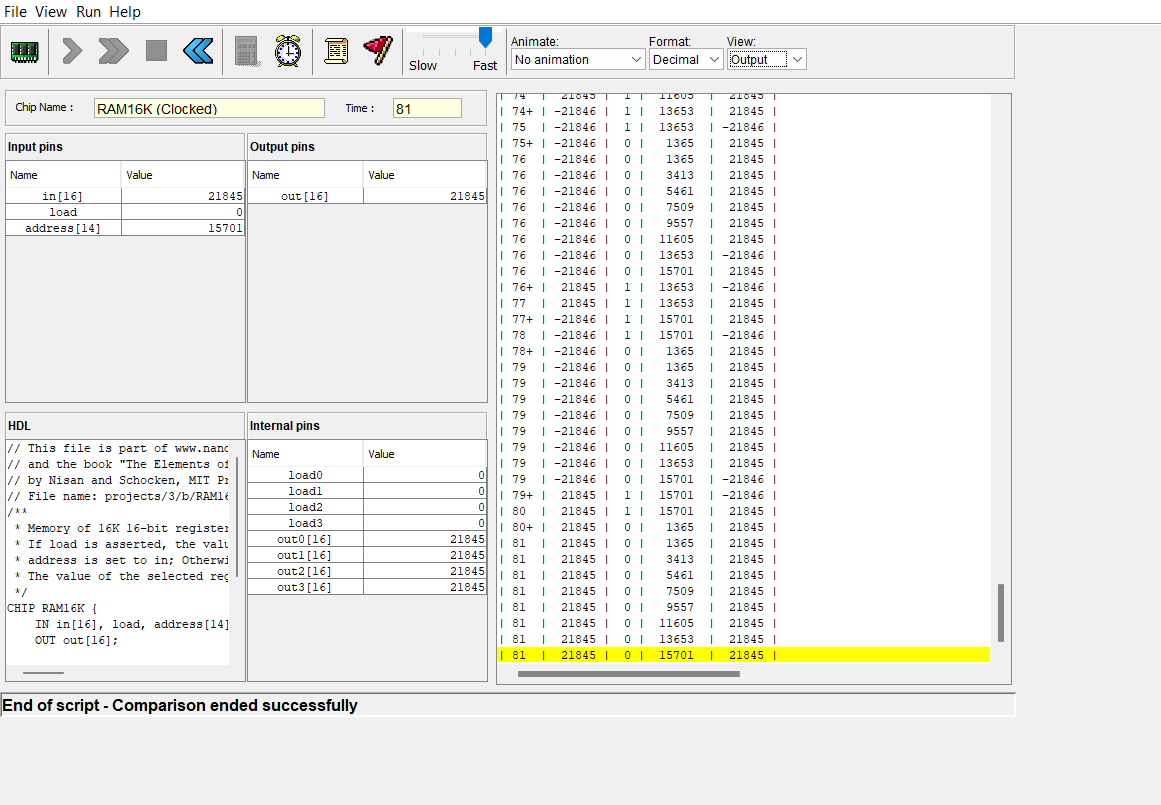 File View Run Help
Slow Fast
Animate:
No animation
Format:
Decimal
View:
Output
Chip Name : RAM16K (Clocked) Time : 81
Input pins
Name Value
in[16] 21845
load 0
address[14] 15701
Output pins
Name Value
out[16] 21845
HDL
// This file is part of www.nand
// and the book "The Elements of
// by Nisan and Schocken, MIT Pr
// File name: projects/3/b/RAM16
/**
* Memory of 16K 16-bit register
* If load is asserted, the valu
* address is set to in; Otherwi
* The value of the selected reg
*/
CHIP RAM16K {
IN in[16], load, address[14]
OUT out[16];
Internal pins
Name Value
load0 0
load1 0
load2 0
load3 0
out0[16] 21845
out1[16] 21845
out2[16] 21845
out3[16] 21845
| 74 | 21845 | 1 | 11605 | 21845 |
| 74+ | -21846 | 1 | 13653 | 21845 |
| 75 | -21846 | 1 | 13653 | -21846 |
| 75+ | -21846 | 0 | 1365 | 21845 |
| 76 | -21846 | 0 | 1365 | 21845 |
| 76 | -21846 | 0 | 3413 | 21845 |
| 76 | -21846 | 0 | 5461 | 21845 |
| 76 | -21846 | 0 | 7509 | 21845 |
| 76 | -21846 | 0 | 9557 | 21845 |
| 76 | -21846 | 0 | 11605 | 21845 |
| 76 | -21846 | 0 | 13653 | -21846 |
| 76 | -21846 | 0 | 15701 | 21845 |
| 76+ | 21845 | 1 | 13653 | -21846 |
| 77 | 21845 | 1 | 13653 | 21845 |
| 77+ | -21846 | 1 | 15701 | 21845 |
| 78 | -21846 | 1 | 15701 | -21846 |
| 78+ | -21846 | 0 | 1365 | 21845 |
| 79 | -21846 | 0 | 1365 | 21845 |
| 79 | -21846 | 0 | 3413 | 21845 |
| 79 | -21846 | 0 | 5461 | 21845 |
| 79 | -21846 | 0 | 7509 | 21845 |
| 79 | -21846 | 0 | 9557 | 21845 |
| 79 | -21846 | 0 | 11605 | 21845 |
| 79 | -21846 | 0 | 13653 | 21845 |
| 79 | -21846 | 0 | 15701 | -21846 |
| 79+ | 21845 | 1 | 15701 | -21846 |
| 80 | 21845 | 1 | 15701 | 21845 |
| 80+ | 21845 | 0 | 1365 | 21845 |
| 81 | 21845 | 0 | 1365 | 21845 |
| 81 | 21845 | 0 | 3413 | 21845 |
| 81 | 21845 | 0 | 5461 | 21845 |
| 81 | 21845 | 0 | 7509 | 21845 |
| 81 | 21845 | 0 | 9557 | 21845 |
| 81 | 21845 | 0 | 11605 | 21845 |
| 81 | 21845 | 0 | 13653 | 21845 |
| 81 | 21845 | 0 | 15701 | 21845 |
End of script - Comparison ended successfully